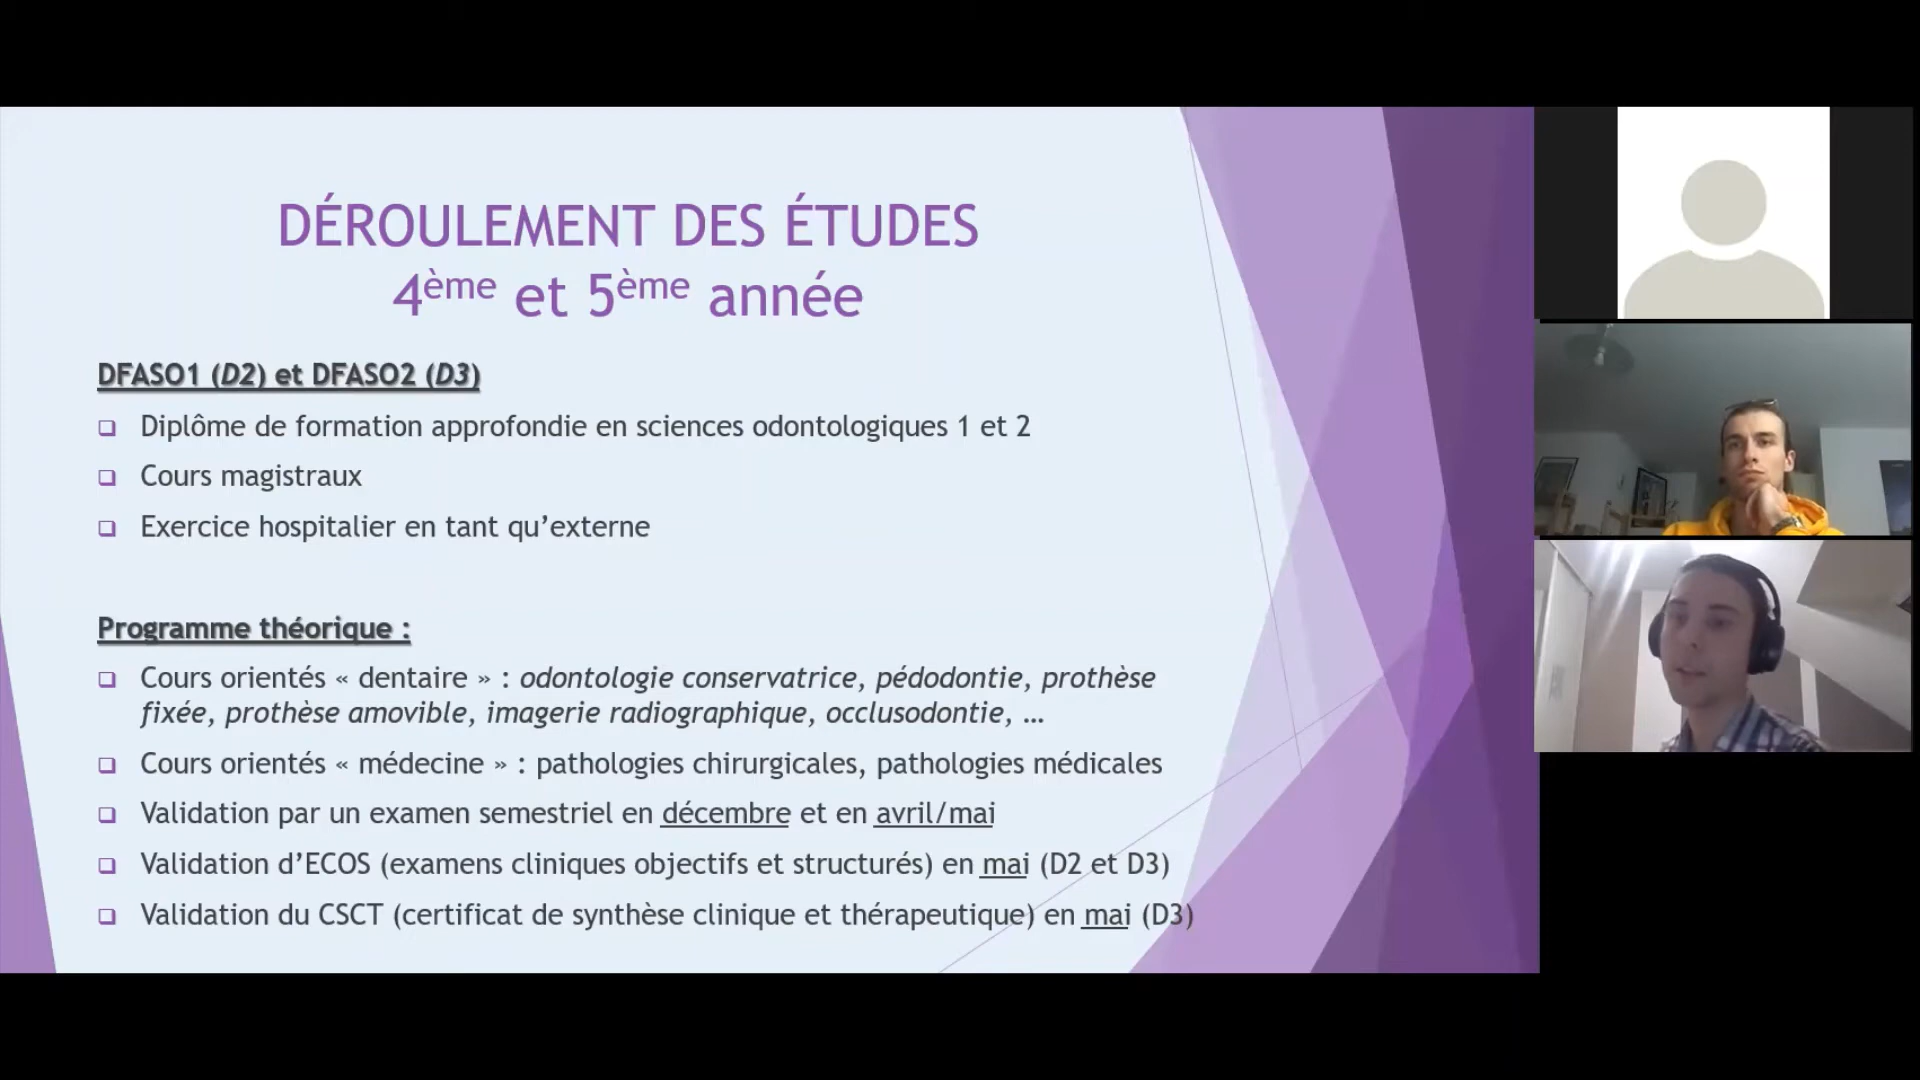 DÉROULEMENT DES ÉTUDES
4ème et 5ème année
DFASO1 (D2) et DFASO2 (D3)
Diplôme de formation approfondie en sciences odontologiques 1 et 2
Cours magistraux
Exercice hospitalier en tant qu’externe
Programme théorique :
Cours orientés « dentaire » : odontologie conservatrice, pédodontie, prothèse
fixée, prothèse amovible, imagerie radiographique, occlusodontie, …
Cours orientés « médecine » : pathologies chirurgicales, pathologies médicales
Validation par un examen semestriel en décembre et en avril/mai
Validation d’ECOS (examens cliniques objectifs et structurés) en mai (D2 et D3)
Validation du CSCT (certificat de synthèse clinique et thérapeutique) en mai (D3)